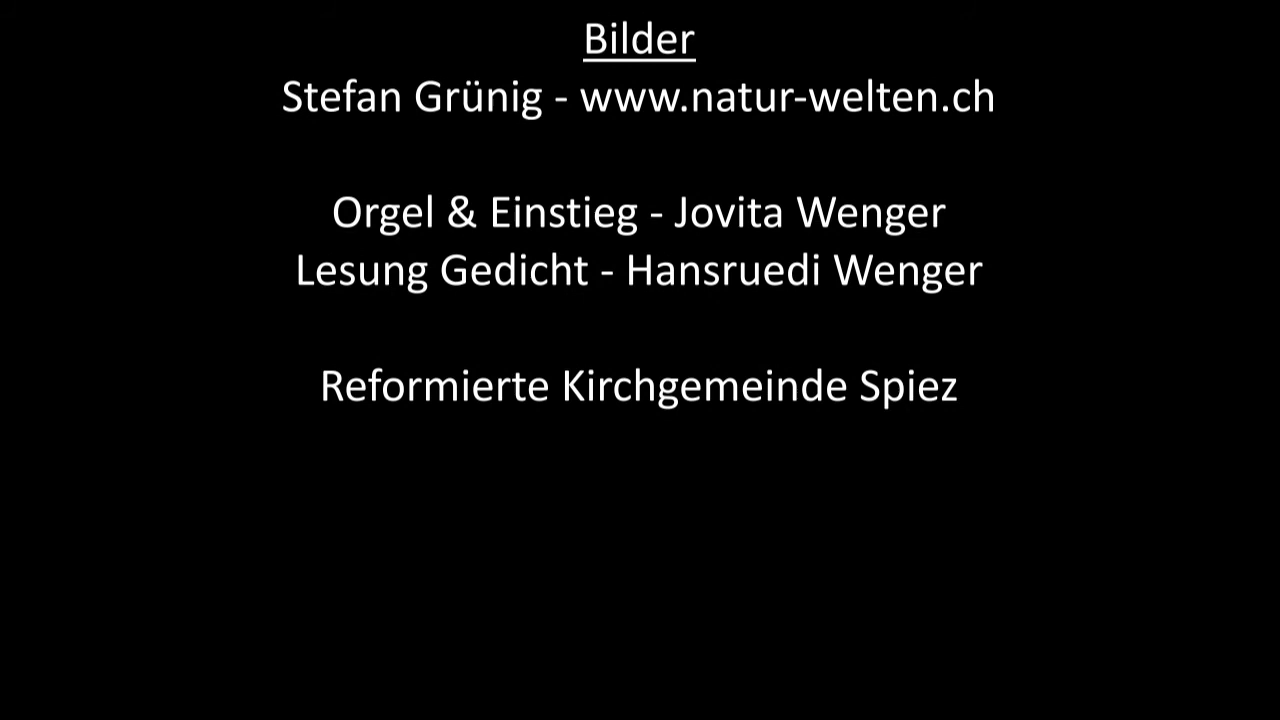 Bilder
Stefan Grünig - www.natur-welten.ch
Orgel & Einstieg - Jovita Wenger
Lesung Gedicht - Hansruedi Wenger
Reformierte Kirchgemeinde Spiez